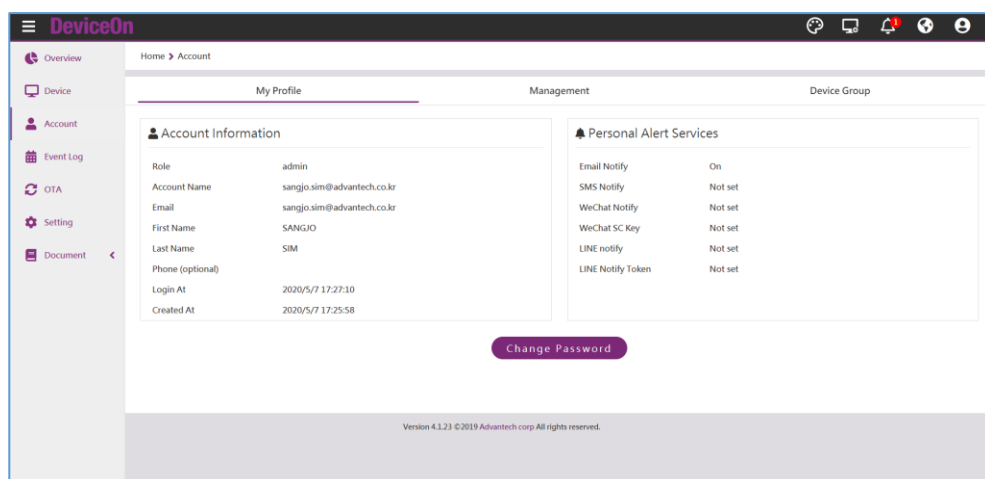 DeviceOn
1
Overview
Device
Account
Event Log
OTA
Setting
Document
Home > Account
My Profile
Management
Device Group
Account Information
Role admin
Account Name sangjo.sim@advantech.co.kr
Email sangjo.sim@advantech.co.kr
First Name SANGJO
Last Name SIM
Phone (optional)
Login At 2020/5/7 17:27:10
Created At 2020/5/7 17:25:58
Personal Alert Services
Email Notify On
SMS Notify Not set
WeChat Notify Not set
WeChat SC Key Not set
LINE notify Not set
LINE Notify Token Not set
Change Password
Version 4.1.23 ©2019 Advantech corp All rights reserved.